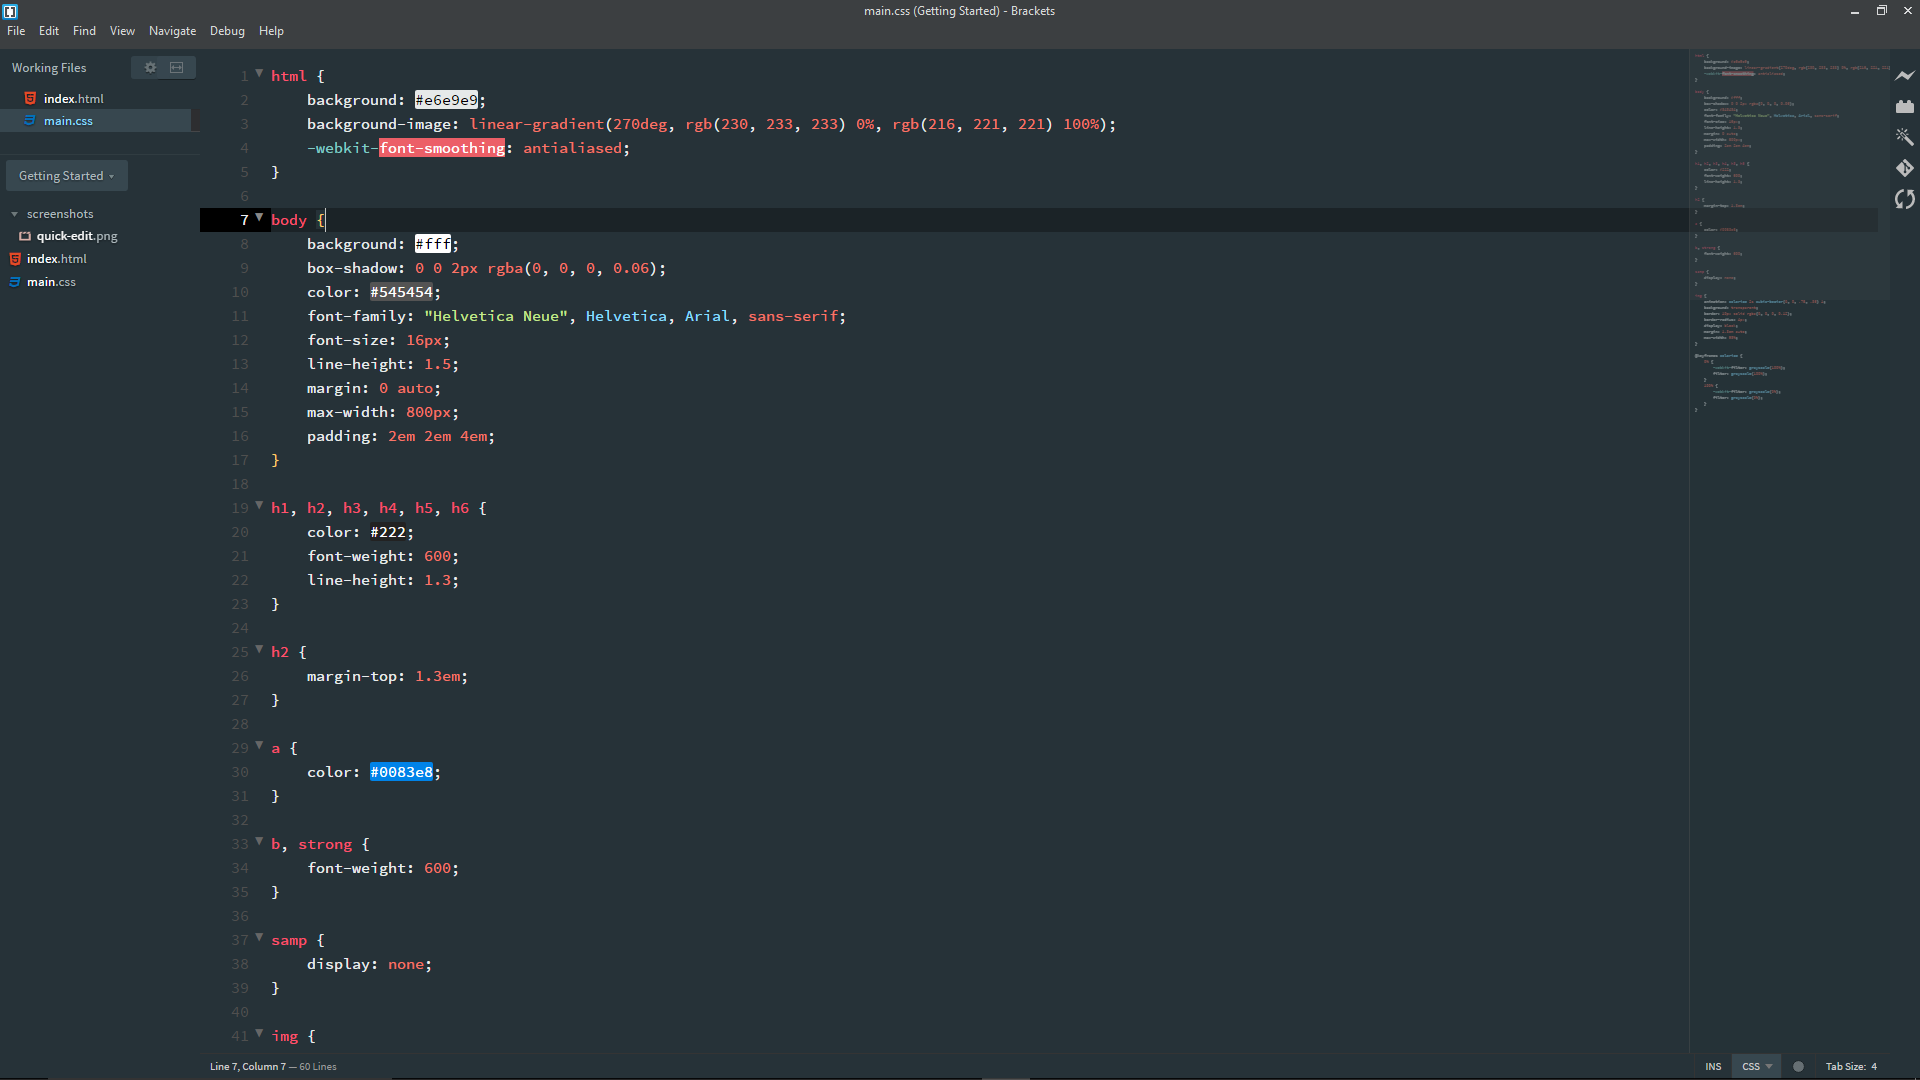 main.css (Getting Started) - Brackets
File Edit Find View Navigate Debug Help
Working Files
index.html
main.css
Getting Started
screenshots
quick-edit.png
index.html
main.css
1 html {
2 background: #e6e9e9;
3 background-image: linear-gradient(270deg, rgb(230, 233, 233) 0%, rgb(216, 221, 221) 100%);
4 -webkit-font-smoothing: antialiased;
5 }
6
7 body {
8 background: #fff;
9 box-shadow: 0 0 2px rgba(0, 0, 0, 0.06);
10 color: #545454;
11 font-family: "Helvetica Neue", Helvetica, Arial, sans-serif;
12 font-size: 16px;
13 line-height: 1.5;
14 margin: 0 auto;
15 max-width: 800px;
16 padding: 2em 2em 4em;
17 }
18
19 h1, h2, h3, h4, h5, h6 {
20 color: #222;
21 font-weight: 600;
22 line-height: 1.3;
23 }
24
25 h2 {
26 margin-top: 1.3em;
27 }
28
29 a {
30 color: #0083e8;
31 }
32
33 b, strong {
34 font-weight: 600;
35 }
36
37 samp {
38 display: none;
39 }
40
41 img {
Line 7, Column 7 — 60 Lines
INS CSS Tab Size: 4